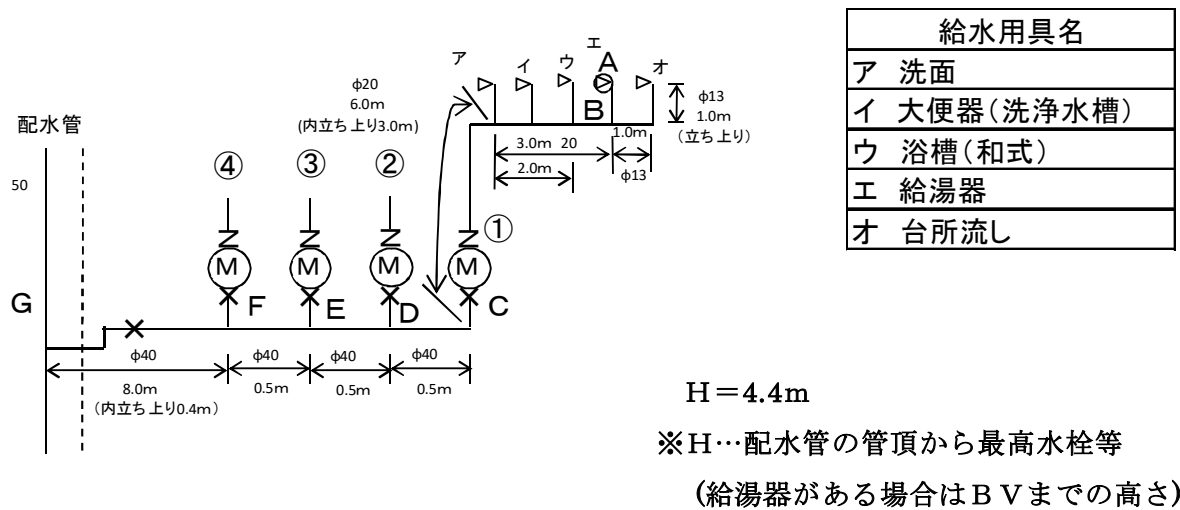 給水用具名
ア 洗面
イ 大便器(洗浄水槽)
ウ 浴槽(和式)
エ 給湯器
オ 台所流し
エ
ア
イ
ウ
A
オ
B
φ20
6.0m
(内立ち上り3.0m)
φ13
1.0m
(立ち上り)
3.0m 20
1.0m
2.0m
φ13
配水管
50
④
③
②
①
M
M
M
M
G
F
E
D
C
φ40
φ40
φ40
φ40
8.0m
0.5m
0.5m
0.5m
(内立ち上り0.4m)
H=4.4m
※H…配水管の管頂から最高水栓等
(給湯器がある場合はBVまでの高さ)